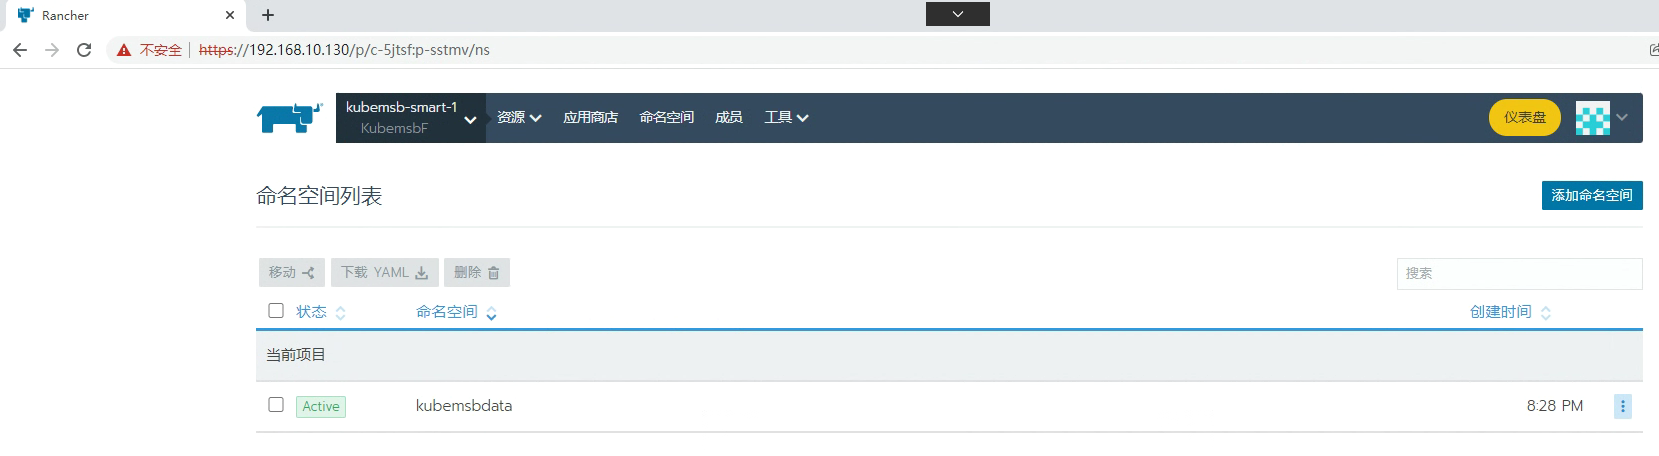 Rancher
不安全 https://192.168.10.130/p/c-5jtsf:p-sstmv/ns
kubemsb-smart-1
KubemsbF
资源 应用商店 命名空间 成员 工具 仪表盘
命名空间列表 添加命名空间
移动 下载 YAML 删除 搜索
状态 命名空间 创建时间
当前项目
Active kubemsbdata 8:28 PM